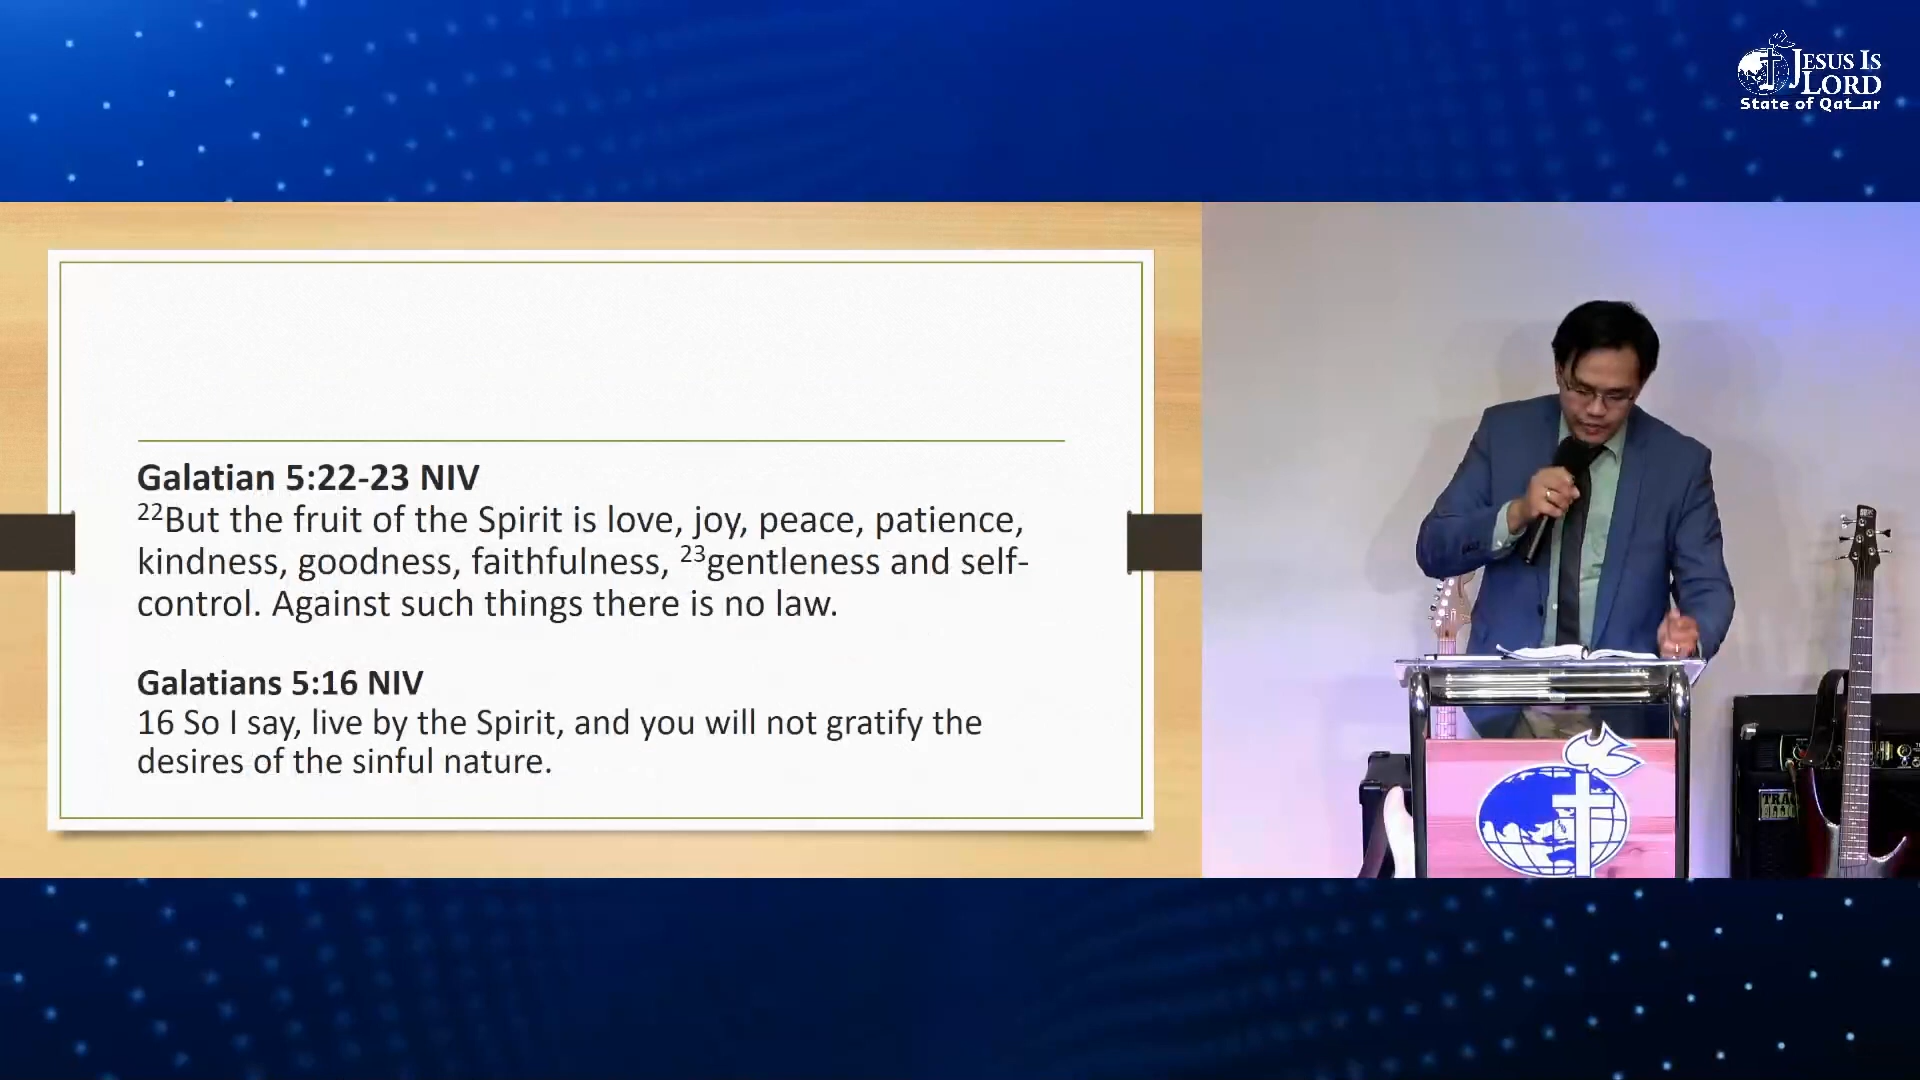 JESUS IS
LORD
State of Qatar
Galatian 5:22-23 NIV
22But the fruit of the Spirit is love, joy, peace, patience,
kindness, goodness, faithfulness, 23gentleness and self-
control. Against such things there is no law.
Galatians 5:16 NIV
16 So I say, live by the Spirit, and you will not gratify the
desires of the sinful nature.